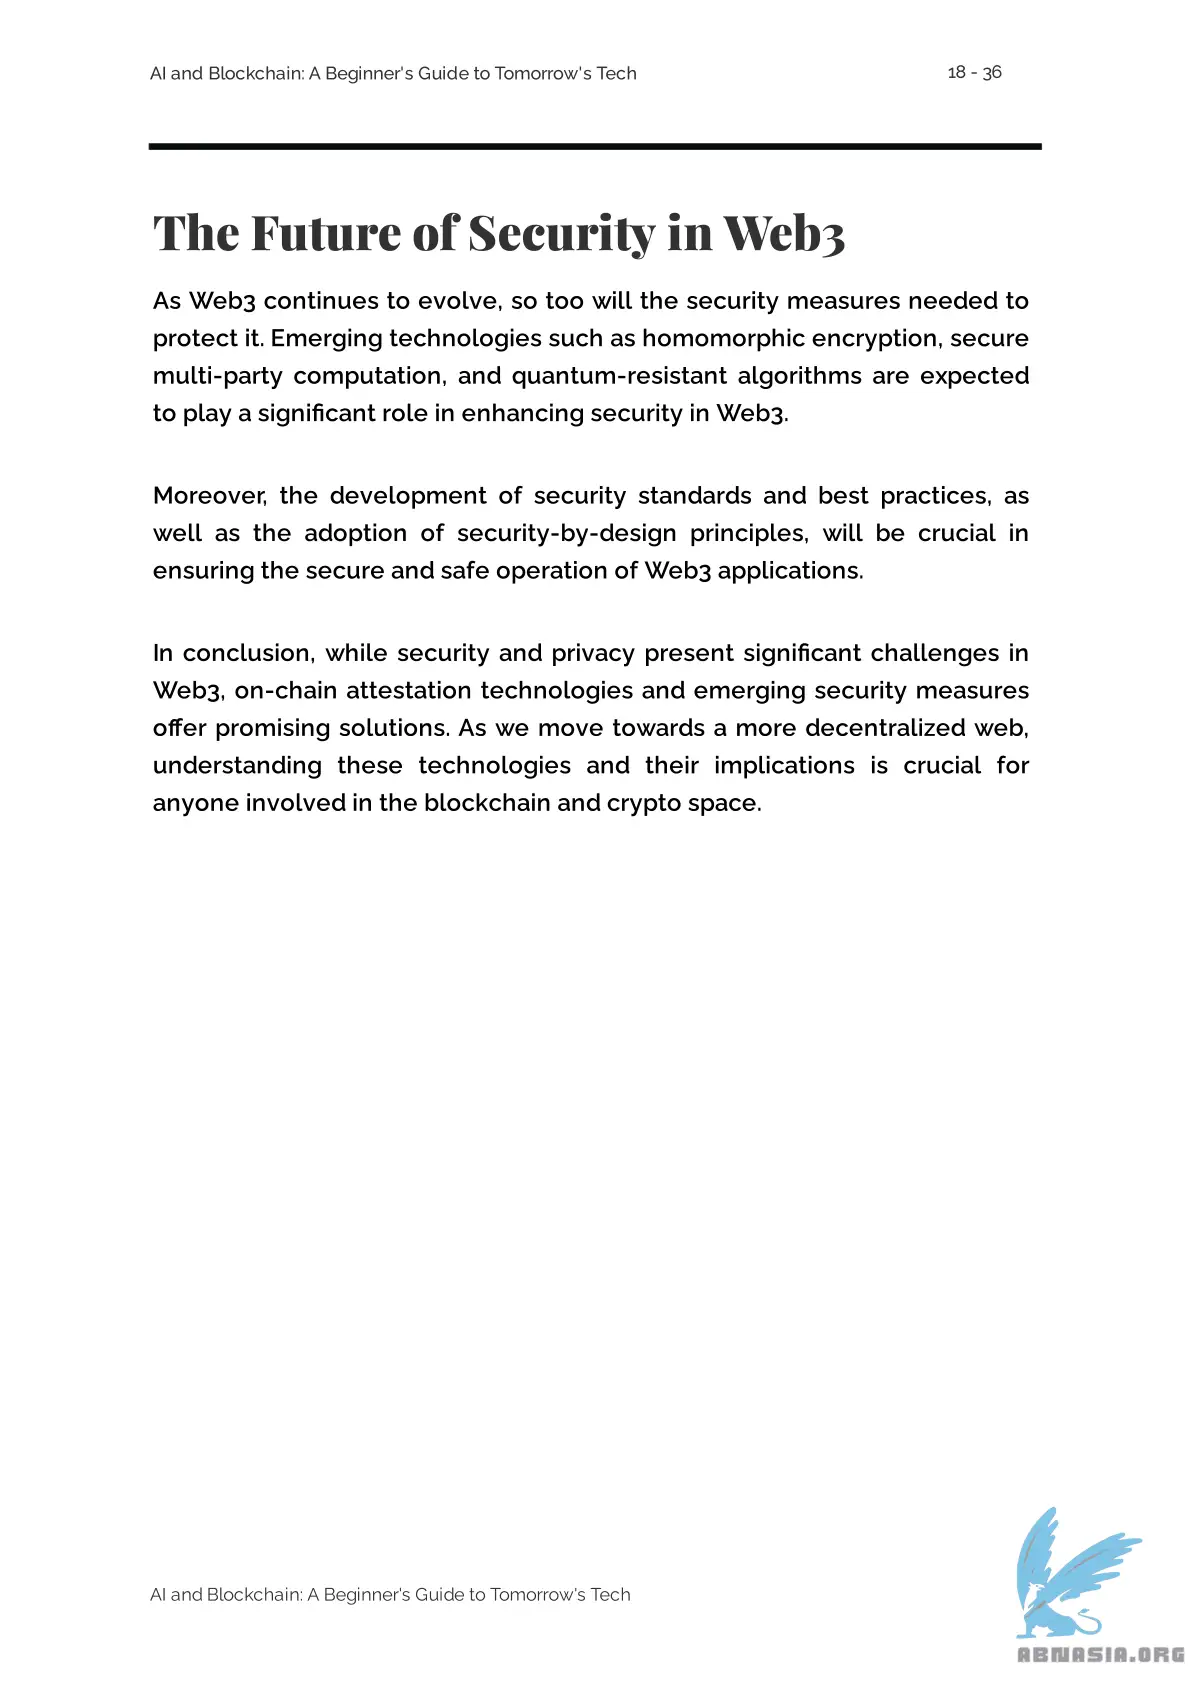 AI and Blockchain: A Beginner's Guide to Tomorrow's Tech
18 - 36
The Future of Security in Web3
As Web3 continues to evolve, so too will the security measures needed to
protect it. Emerging technologies such as homomorphic encryption, secure
multi-party computation, and quantum-resistant algorithms are expected
to play a significant role in enhancing security in Web3.
Moreover, the development of security standards and best practices, as
well as the adoption of security-by-design principles, will be crucial in
ensuring the secure and safe operation of Web3 applications.
In conclusion, while security and privacy present significant challenges in
Web3, on-chain attestation technologies and emerging security measures
offer promising solutions. As we move towards a more decentralized web,
understanding these technologies and their implications is crucial for
anyone involved in the blockchain and crypto space.
AI and Blockchain: A Beginner's Guide to Tomorrow's Tech
ABNASIA.ORG